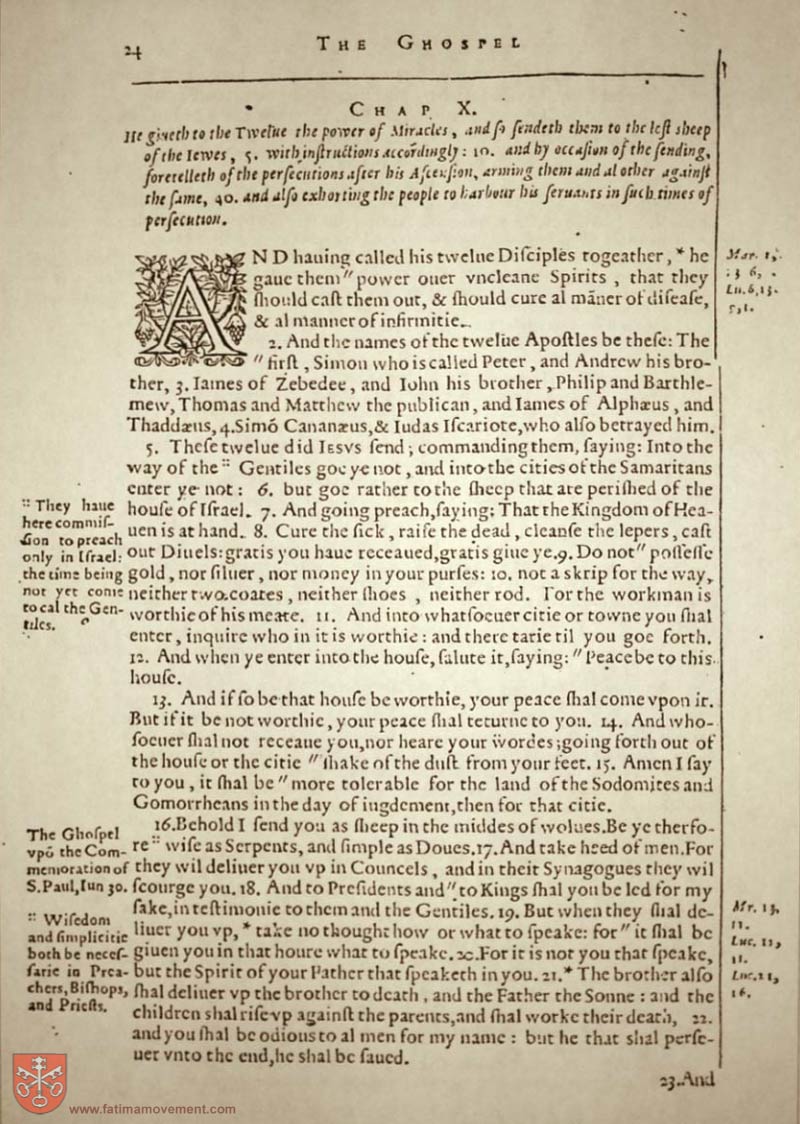 24
THE GHOSPEL
CHAP X.
He giueth to the Twelue the power of Miracles, and ſo ſendeth them to the loſt sheep
of the Iewes, 5. with inſtructions accordingly: 10. and by occaſion of the ſending,
foretelleth of the perſecutions after his Aſcenſion, arming them and al other againſt
the ſame, 40. and alſo exhorting the people to harbour his ſeruants in ſuch times of
perſecution.
AND hauing called his twelue Diſciples togeather, * he
gaue them " power ouer vncleane Spirits, that they
ſhould caſt them out, & ſhould cure al māner of diſeaſe,
& al manner of infirmitie.
2. And the names of the twelue Apoſtles be theſe: The
" firſt, Simon who is called Peter, and Andrew his bro-
ther, 3. Iames of Zebedee, and Iohn his brother, Philip and Barthle-
mew, Thomas and Matthew the publican, and Iames of Alphæus, and
Thaddæus, 4. Simō Cananæus, & Iudas Iſcariote, who alſo betrayed him.
5. Theſe twelue did IESVS ſend; commanding them, ſaying: Into the
way of the :: Gentiles goe ye not, and into the cities of the Samaritans
enter ye not: 6. but goe rather to the ſheep that are periſhed of the
houſe of Iſrael. 7. And going preach, ſaying: That the Kingdom of Hea-
uen is at hand. 8. Cure the ſick, raiſe the dead, cleanſe the lepers, caſt
out Diuels: gratis you haue receaued, gratis giue ye. 9. Do not " poſſeſſe
gold, nor ſiluer, nor money in your purſes: 10. not a skrip for the way,
neither two coates, neither ſhoes, neither rod. For the workman is
worthie of his meate. 11. And into whatſoeuer citie or towne you ſhal
enter, inquire who in it is worthie: and there tarie til you goe forth.
12. And when ye enter into the houſe, ſalute it, ſaying: " Peace be to this
houſe.
13. And if ſo be that houſe be worthie, your peace ſhal come vpon it.
But if it be not worthie, your peace ſhal returne to you. 14. And who-
ſoeuer ſhal not receaue you, nor heare your wordes; going forth out of
the houſe or the citie " ſhake of the duſt from your feet. 15. Amen I ſay
to you, it ſhal be " more tolerable for the land of the Sodomites and
Gomorrheans in the day of iugdement, then for that citie.
16. Behold I ſend you as ſheep in the middes of wolues. Be ye therfo-
re :: wiſe as Serpents, and ſimple as Doues. 17. And take heed of men. For
they wil deliuer you vp in Councels, and in their Synagogues they wil
ſcourge you. 18. And to Preſidents and " to Kings ſhal you be led for my
ſake, in teſtimonie to them and the Gentiles. 19. But when they ſhal de-
liuer you vp, * take no thought how or what to ſpeake: for " it ſhal be
giuen you in that houre what to ſpeake. 20. For it is not you that ſpeake,
but the Spirit of your Father that ſpeaketh in you. 21. * The brother alſo
ſhal deliuer vp the brother to death, and the Father the Sonne: and the
children shal riſe vp againſt the parents, and ſhal worke their death, 22.
and you ſhal be odious to al men for my name: but he that shal perſe-
uer vnto the end, he shal be ſaued.
23. And
:: They haue
here commiſ-
ſion to preach
only in Iſrael:
the time being
not yet come
to cal the Gen-
tiles.
The Ghoſpel
vpō the Com-
memoration of
S. Paul, Iun 30.
:: Wiſedom
and ſimplicitie
both be neceſ-
ſarie in Prea-
chers, Biſhops,
and Prieſts.
Lu. 6, 13.
Mr. 13,
11.
Luc. 12,
11.
Luc. 21,
16.
www.fatimamovement.com